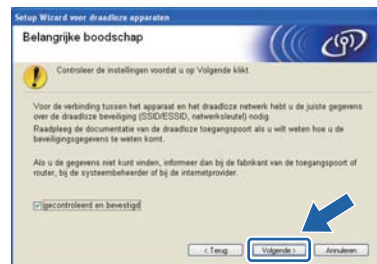 Setup Wizard voor draadloze apparaten
Belangrijke boodschap
Controleer de instellingen voordat u op Volgende klikt.
Voor de verbinding tussen het apparaat en het draadloze netwerk hebt u de juiste gegevens
over de draadloze beveiliging (SSID/ESSID, netwerksleutel) nodig.
Raadpleeg de documentatie van de draadloze toegangspoort als u wilt weten hoe u de
beveiligingsgegevens te weten komt.
Als u de gegevens niet kunt vinden, informeer dan bij de fabrikant van de toegangspoort of
router, bij de systeembeheerder of bij de internetprovider.
gecontroleerd en bevestigd
< Terug Volgende > Annuleren